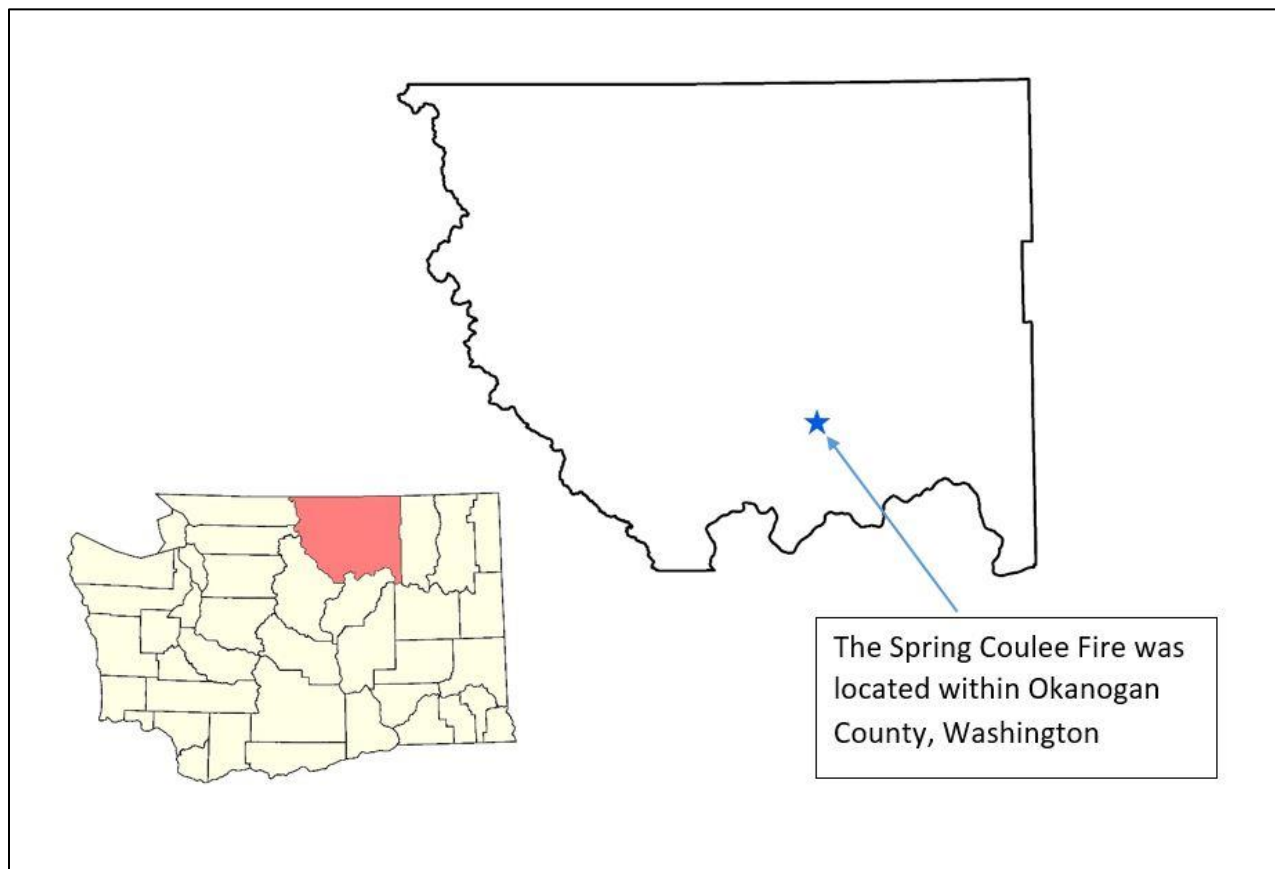 The Spring Coulee Fire was
located within Okanogan
County, Washington